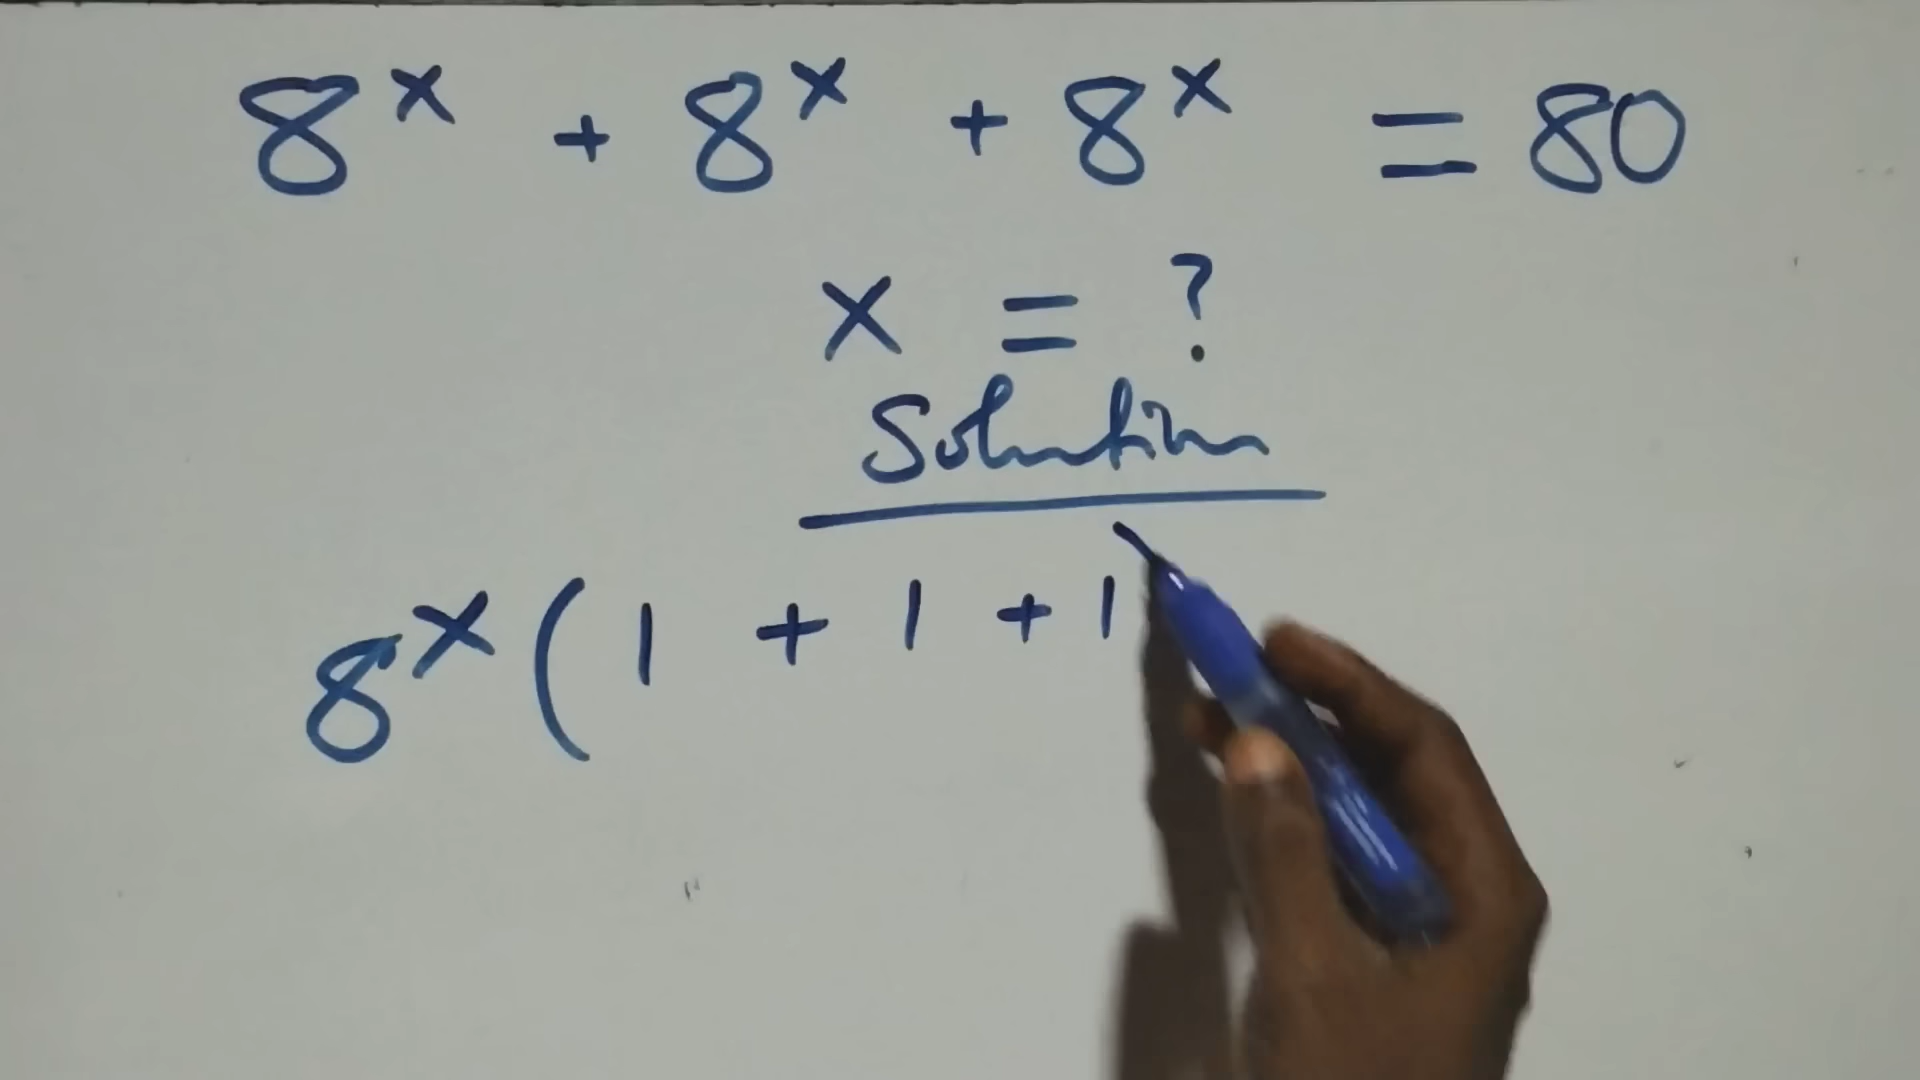 8^x + 8^x + 8^x = 80
x = ?
Solution
8^x ( 1 + 1 + 1